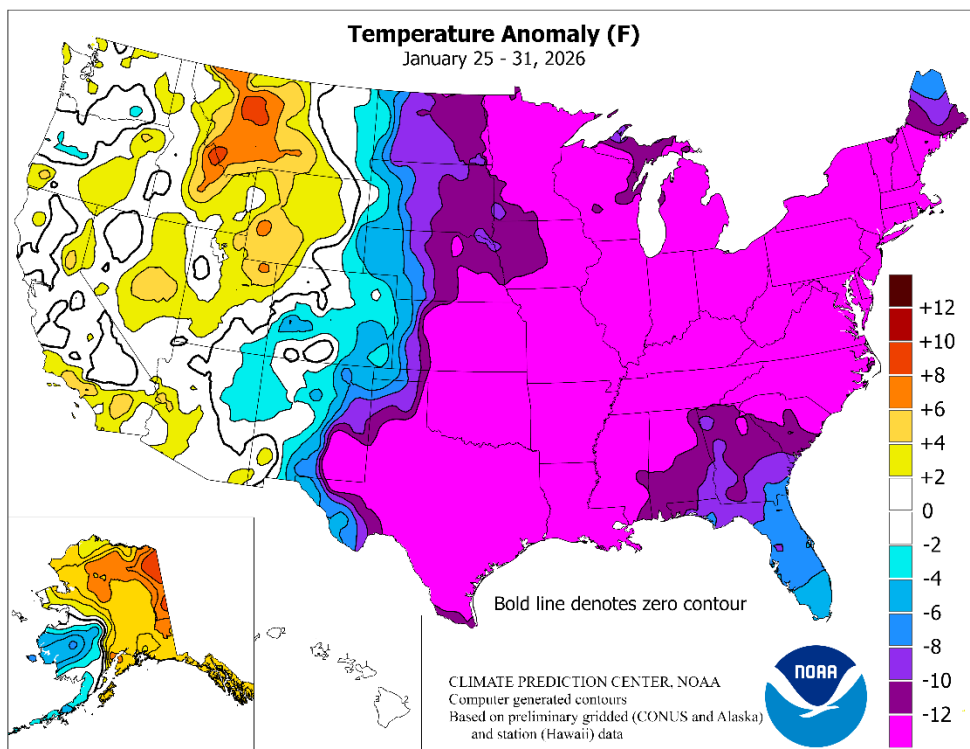 Temperature Anomaly (F)
January 25 - 31, 2026
+12
+10
+8
+6
+4
+2
0
-2
-4
-6
-8
-10
-12
Bold line denotes zero contour
CLIMATE PREDICTION CENTER, NOAA
Computer generated contours
Based on preliminary gridded (CONUS and Alaska)
and station (Hawaii) data
NOAA